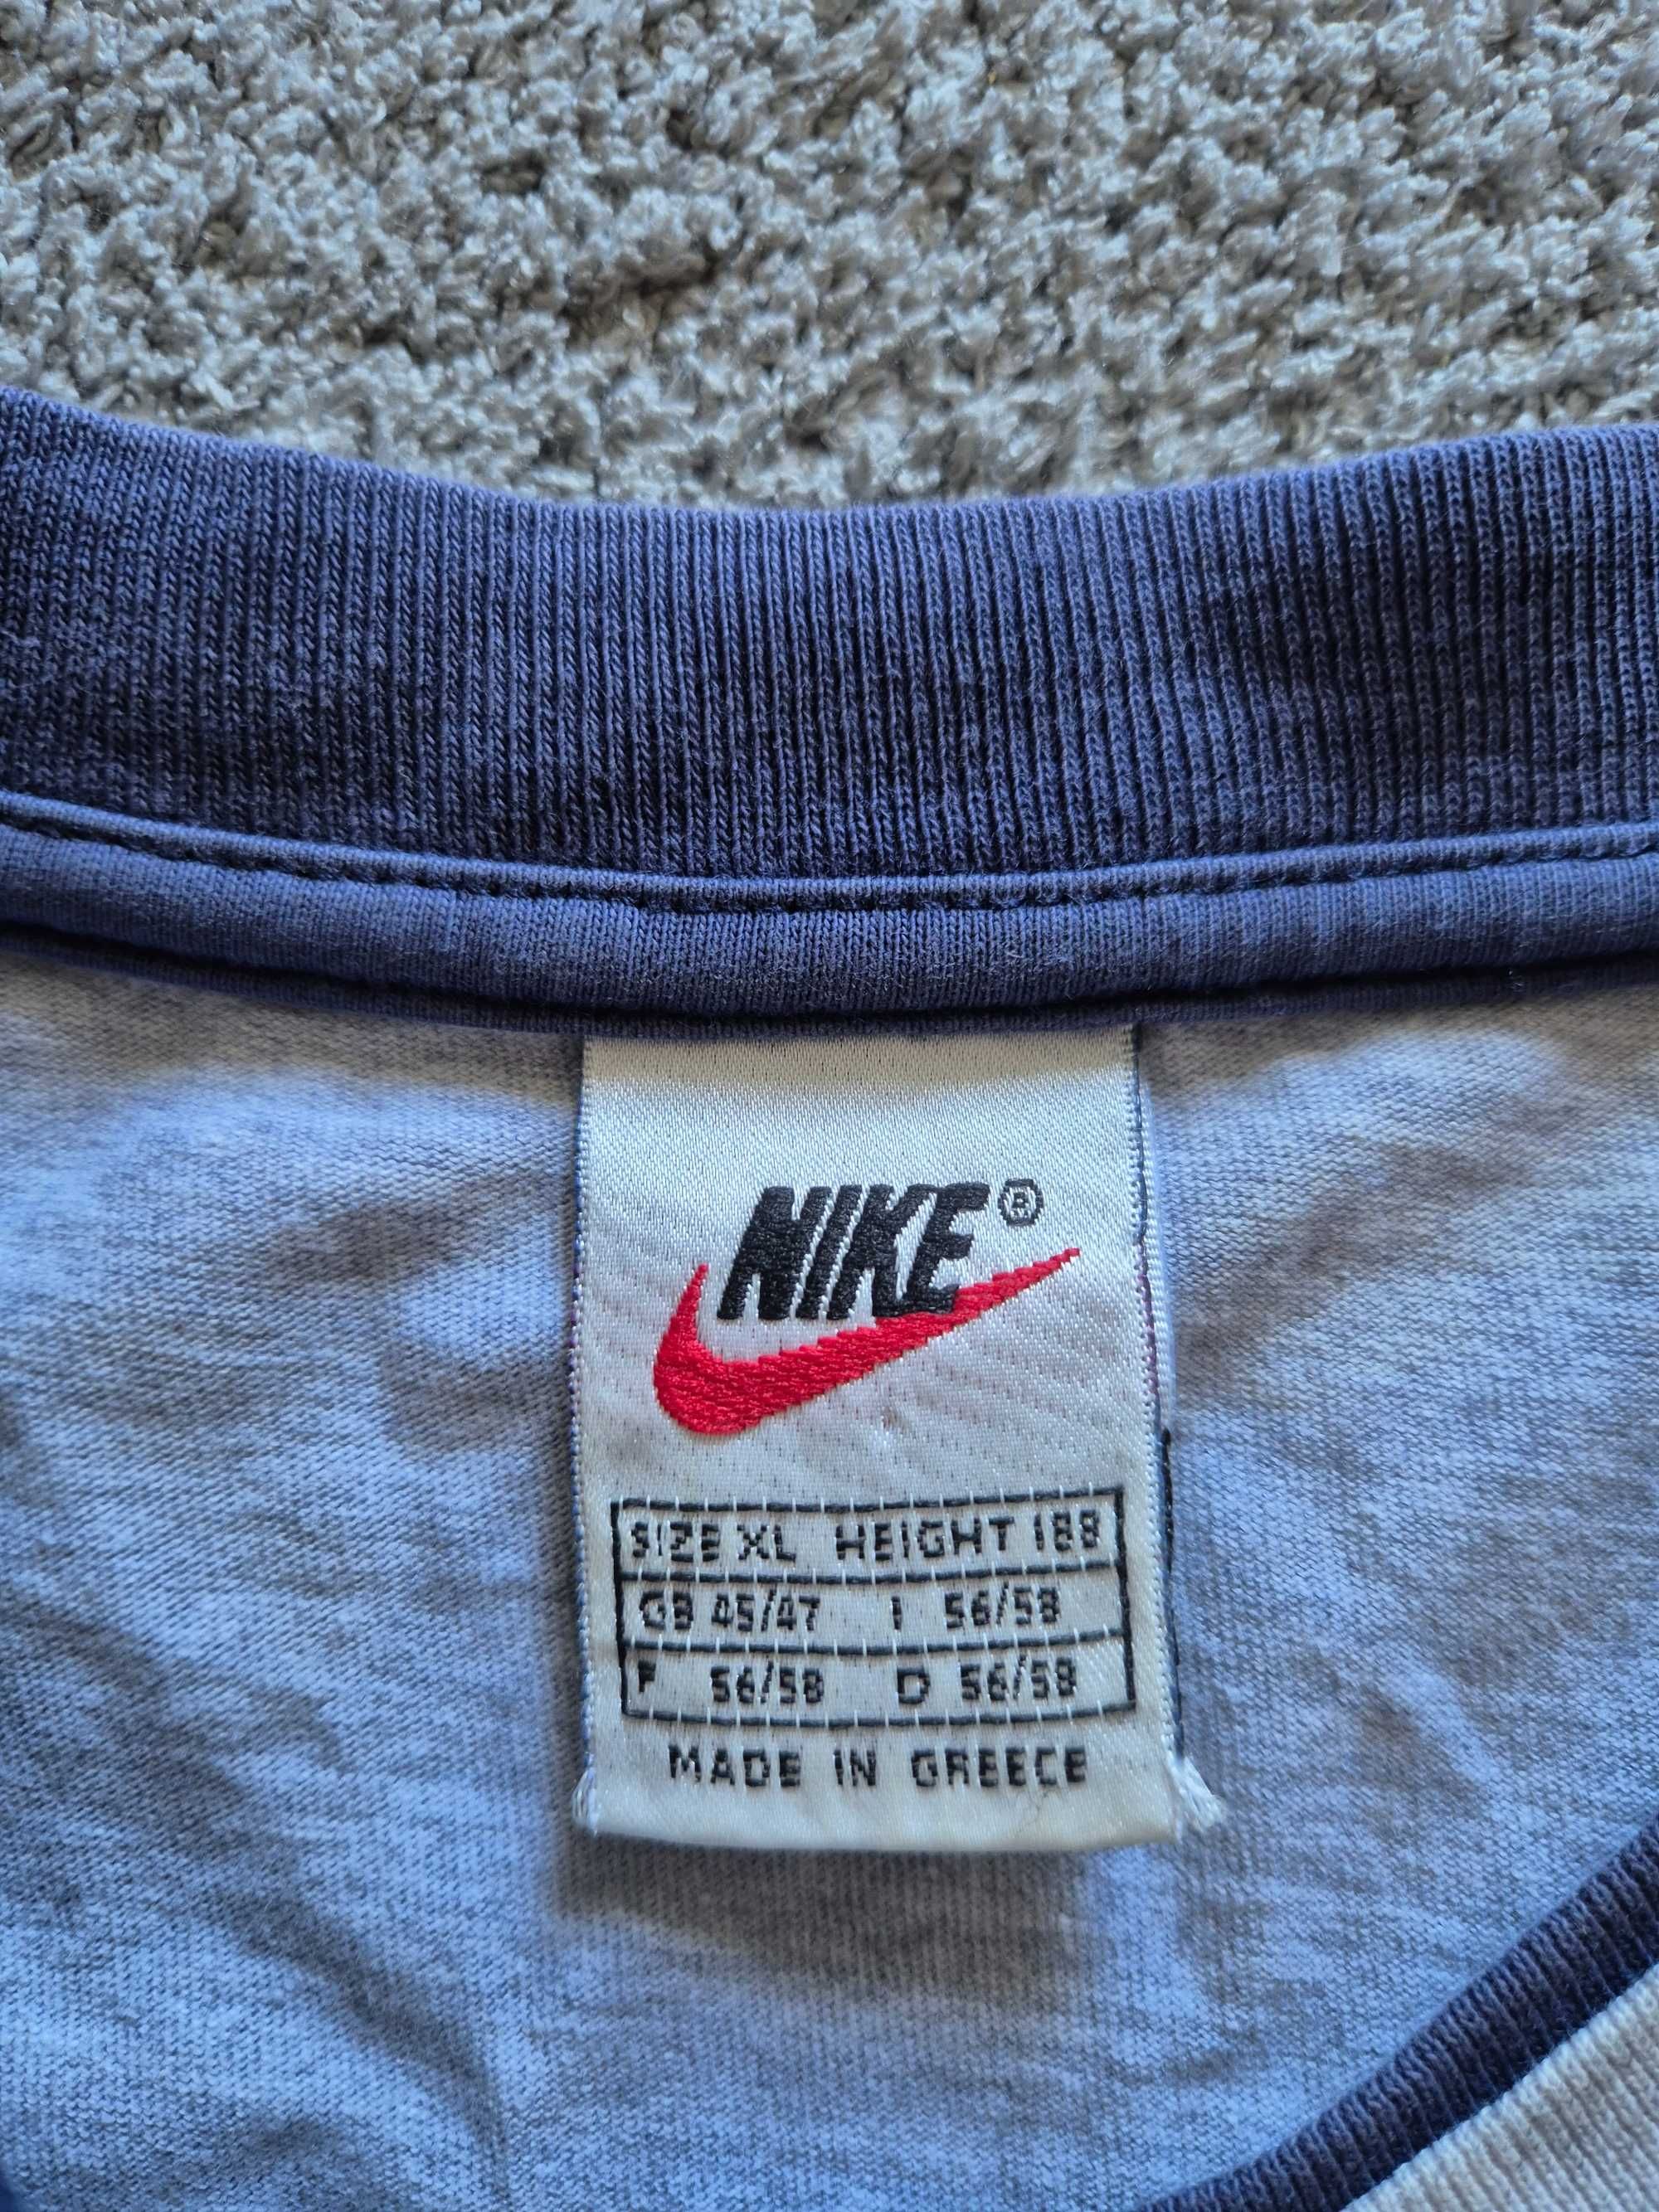 NIKE®
SIZE XL HEIGHT 188
GB 45/47 I 56/58
F 56/58 D 56/58
MADE IN GREECE